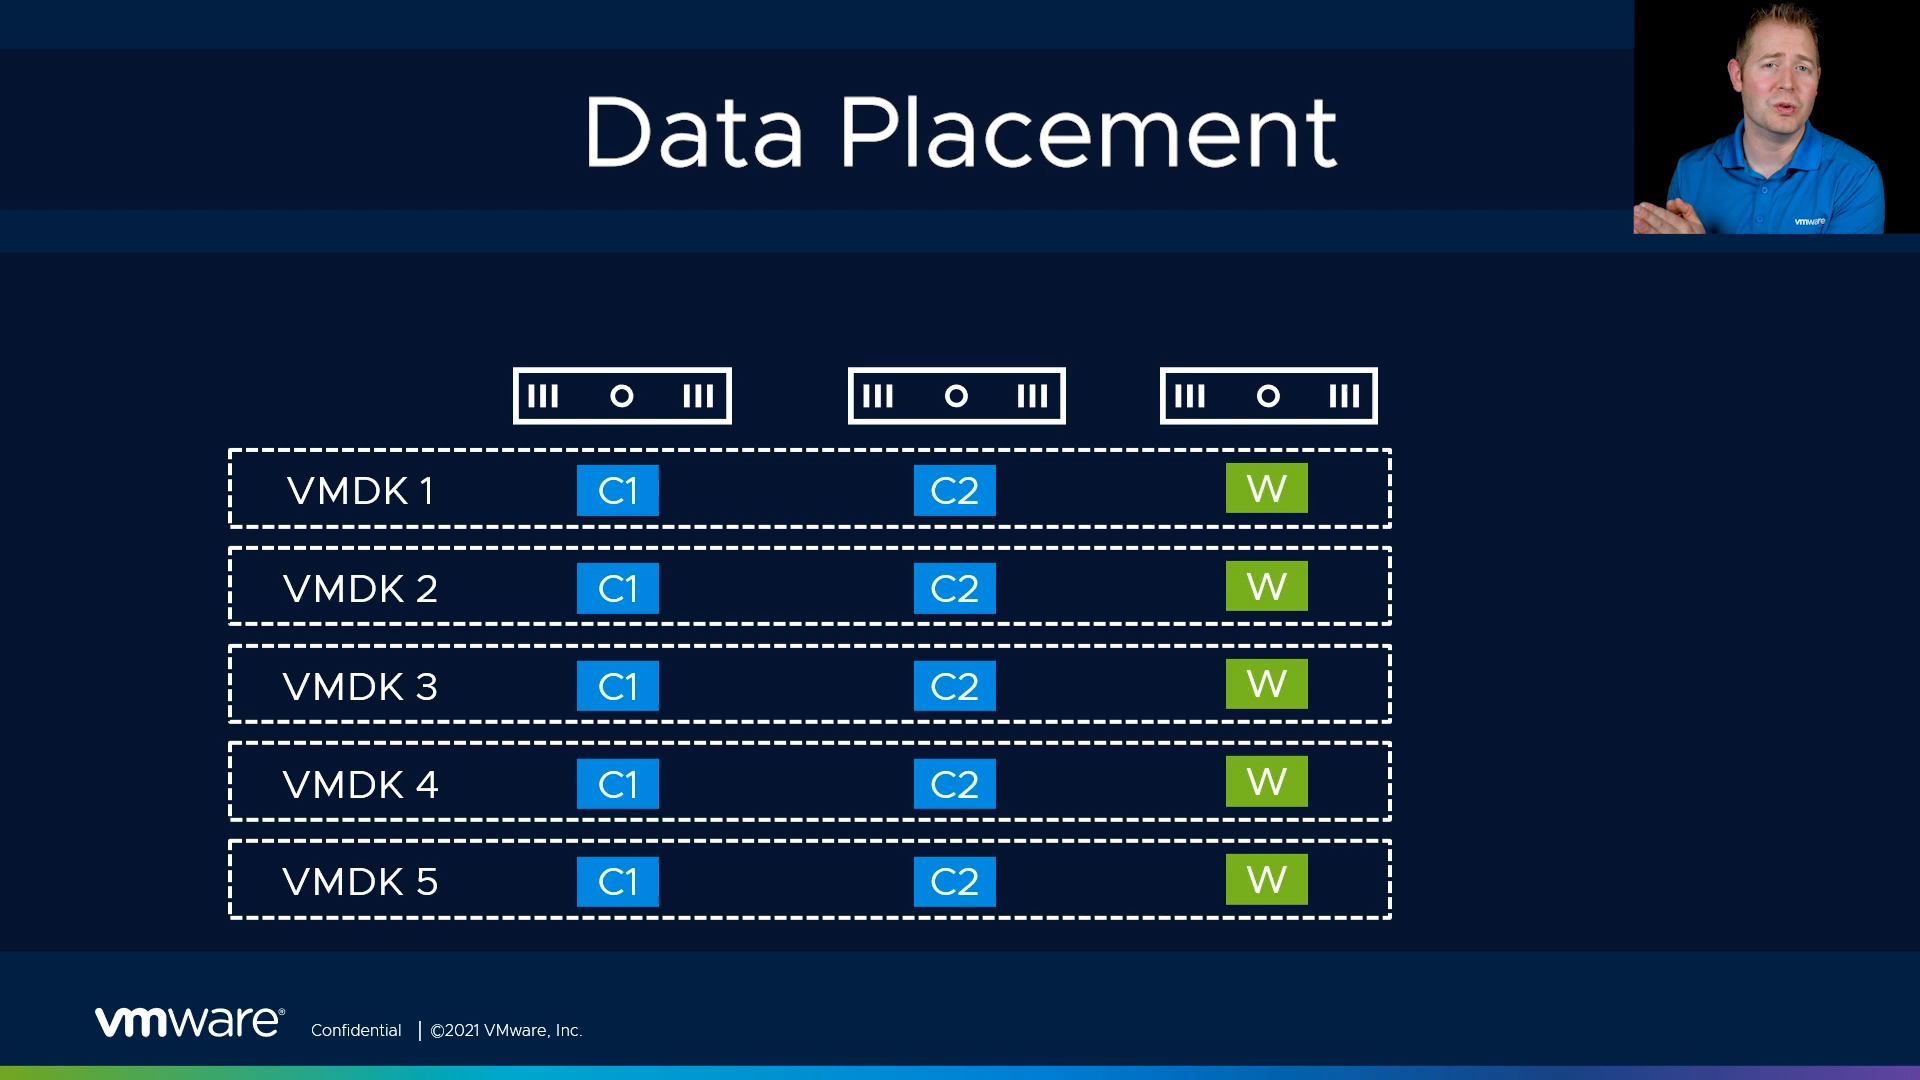 Data Placement
vmware
VMDK 1 C1 C2 W
VMDK 2 C1 C2 W
VMDK 3 C1 C2 W
VMDK 4 C1 C2 W
VMDK 5 C1 C2 W
vmware® Confidential | ©2021 VMware, Inc.